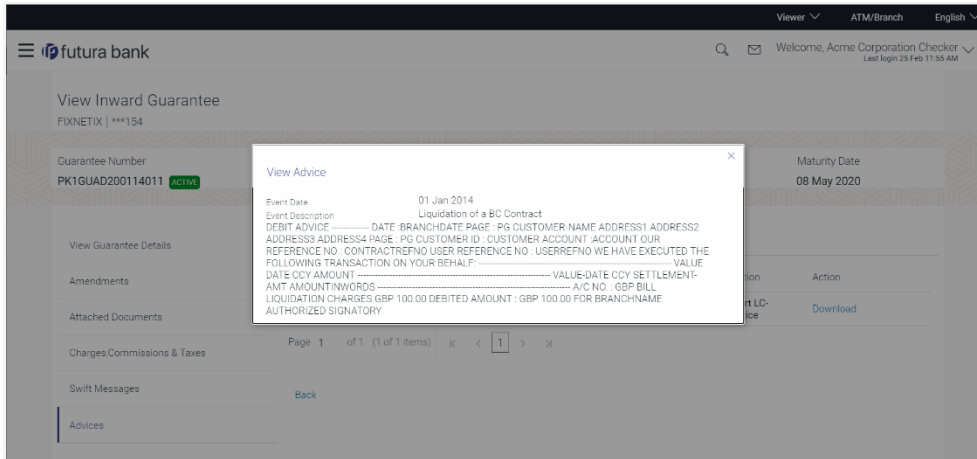 Viewer ATM/Branch English
futura bank
Welcome, Acme Corporation Checker
Last login 25 Feb 11:55 AM
View Inward Guarantee
FIXNETIX | ***154
Guarantee Number
PK1GUAD200114011 ACTIVE
Maturity Date
08 May 2020
View Guarantee Details
Amendments
Attached Documents
Charges,Commissions & Taxes
Swift Messages
Advices
View Advice
Event Date 01 Jan 2014
Event Description Liquidation of a BC Contract
DEBIT ADVICE ----------- DATE :BRANCHDATE PAGE : PG CUSTOMER-NAME ADDRESS1 ADDRESS2
ADDRESS3 ADDRESS4 PAGE : PG CUSTOMER ID : CUSTOMER ACCOUNT :ACCOUNT OUR
REFERENCE NO : CONTRACTREFNO USER REFERENCE NO : USERREFNO WE HAVE EXECUTED THE
FOLLOWING TRANSACTION ON YOUR BEHALF: ---------------------------------------------------------- VALUE
DATE CCY AMOUNT ---------------------------------------------------------- VALUE-DATE CCY SETTLEMENT-
AMT AMOUNTINWORDS ---------------------------------------------------------- A/C NO. : GBP BILL
LIQUIDATION CHARGES GBP 100.00 DEBITED AMOUNT : GBP 100.00 FOR BRANCHNAME
AUTHORIZED SIGNATORY
Action
Download
Page 1 of 1 (1 of 1 items) 1
Back